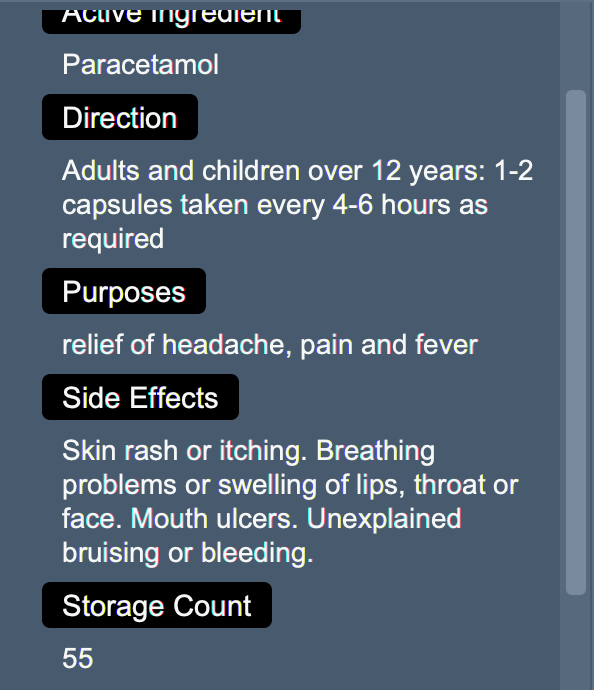 Active Ingredient
Paracetamol
Direction
Adults and children over 12 years: 1-2
capsules taken every 4-6 hours as
required
Purposes
relief of headache, pain and fever
Side Effects
Skin rash or itching. Breathing
problems or swelling of lips, throat or
face. Mouth ulcers. Unexplained
bruising or bleeding.
Storage Count
55